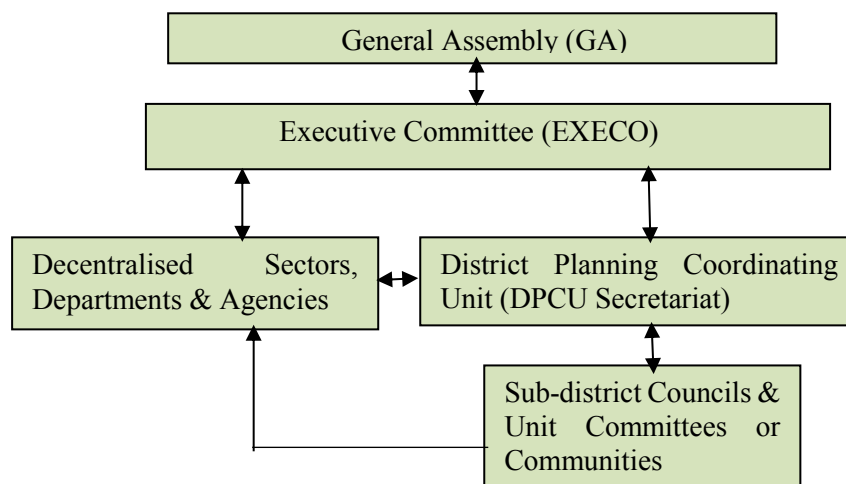 General Assembly (GA)
Executive Committee (EXECO)
Decentralised Sectors,
Departments & Agencies
District Planning Coordinating
Unit (DPCU Secretariat)
Sub-district Councils &
Unit Committees or
Communities